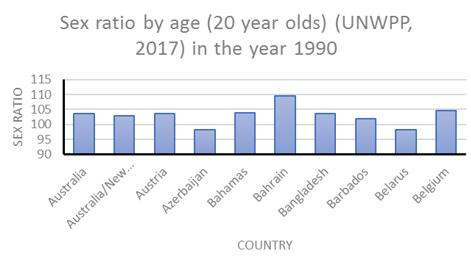 Sex ratio by age (20 year olds) (UNWPP,
2017) in the year 1990
SEX RATIO
115
110
105
100
95
90
Australia
Australia/New…
Austria
Azerbaijan
Bahamas
Bahrain
Bangladesh
Barbados
Belarus
Belgium
COUNTRY